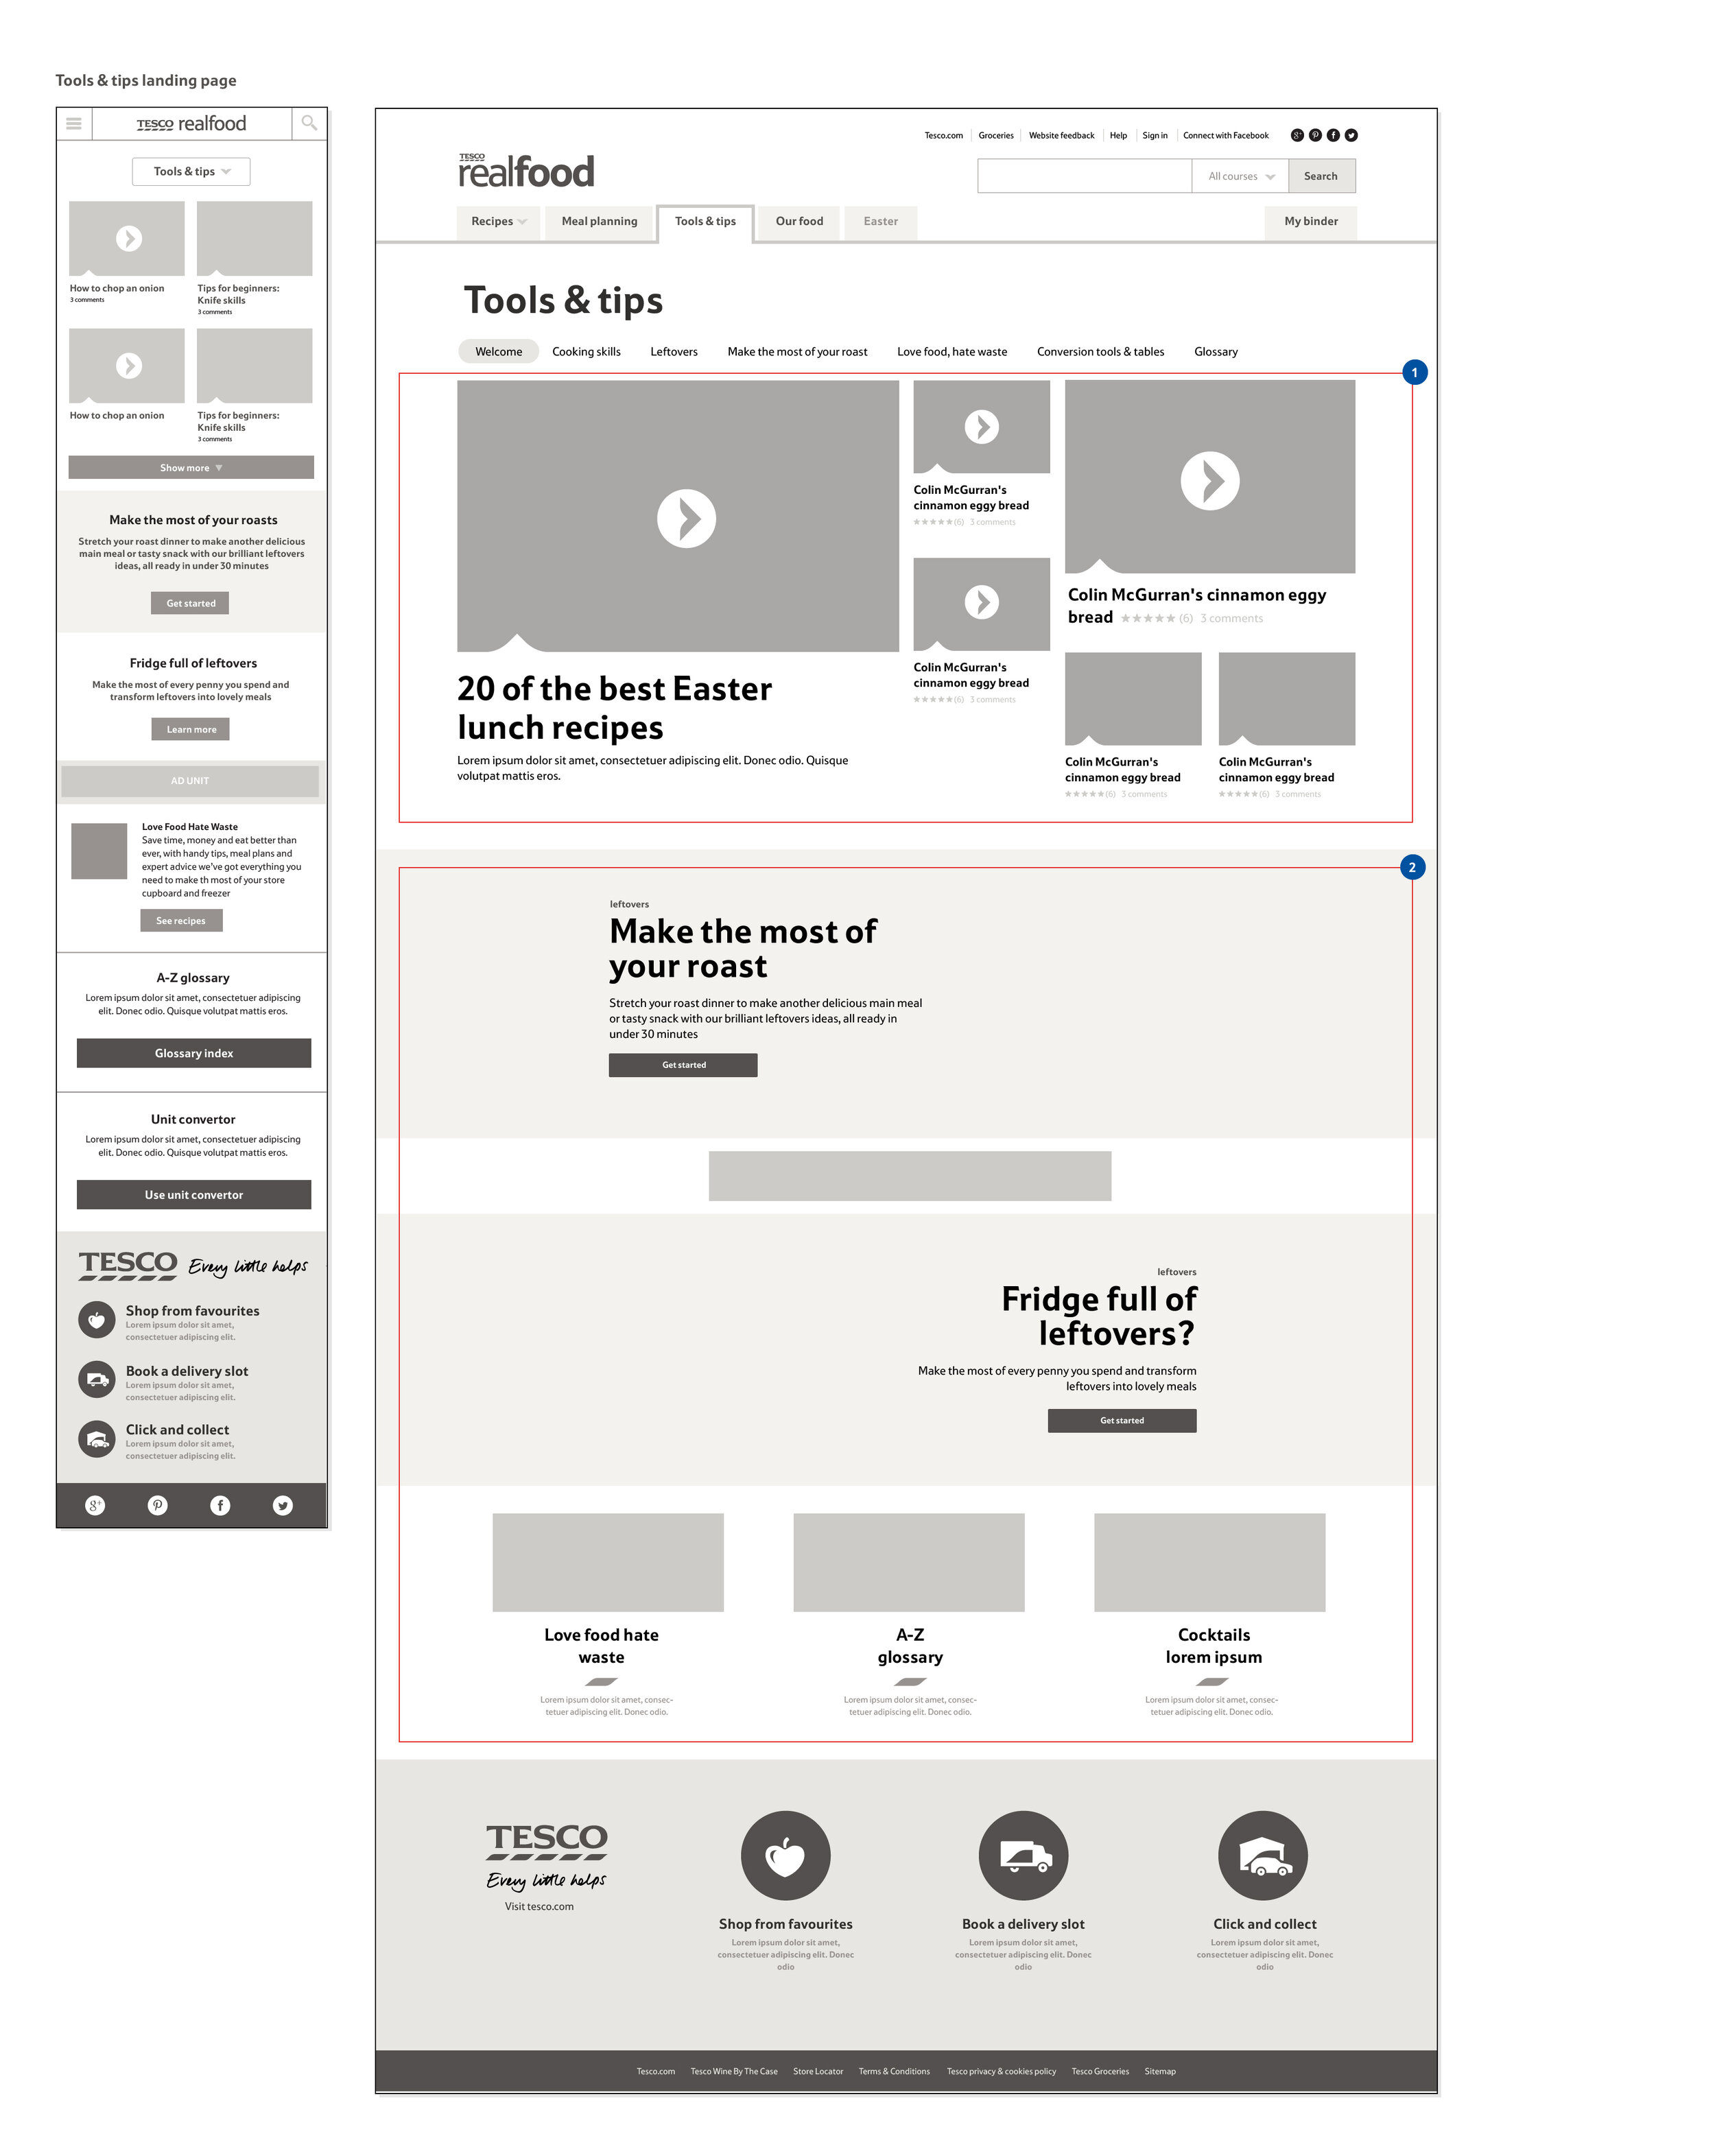 Tools & tips landing page
TESCO realfood
Tools & tips
How to chop an onion
3 comments
Tips for beginners:
Knife skills
3 comments
How to chop an onion
Tips for beginners:
Knife skills
3 comments
Show more
Make the most of your roasts
Stretch your roast dinner to make another delicious
main meal or tasty snack with our brilliant leftovers
ideas, all ready in under 30 minutes
Get started
Fridge full of leftovers
Make the most of every penny you spend and
transform leftovers into lovely meals
Learn more
AD UNIT
Love Food Hate Waste
Save time, money and eat better than
ever, with handy tips, meal plans and
expert advice we've got everything you
need to make th most of your store
cupboard and freezer
See recipes
A-Z glossary
Lorem ipsum dolor sit amet, consectetuer adipiscing
elit. Donec odio. Quisque volutpat mattis eros.
Glossary index
Unit convertor
Lorem ipsum dolor sit amet, consectetuer adipiscing
elit. Donec odio. Quisque volutpat mattis eros.
Use unit convertor
TESCO Every little helps
Shop from favourites
Lorem ipsum dolor sit amet,
consectetuer adipiscing elit.
Book a delivery slot
Lorem ipsum dolor sit amet,
consectetuer adipiscing elit.
Click and collect
Lorem ipsum dolor sit amet,
consectetuer adipiscing elit.
Tesco.com Groceries Website feedback Help Sign in Connect with Facebook
TESCO
realfood
All courses Search
Recipes Meal planning Tools & tips Our food Easter My binder
Tools & tips
Welcome Cooking skills Leftovers Make the most of your roast Love food, hate waste Conversion tools & tables Glossary
1
20 of the best Easter
lunch recipes
Lorem ipsum dolor sit amet, consectetuer adipiscing elit. Donec odio. Quisque
volutpat mattis eros.
Colin McGurran's
cinnamon eggy bread
★★★★★(6) 3 comments
Colin McGurran's
cinnamon eggy bread
★★★★★(6) 3 comments
Colin McGurran's cinnamon eggy
bread ★★★★★ (6) 3 comments
Colin McGurran's
cinnamon eggy bread
★★★★★(6) 3 comments
Colin McGurran's
cinnamon eggy bread
★★★★★(6) 3 comments
2
leftovers
Make the most of
your roast
Stretch your roast dinner to make another delicious main meal
or tasty snack with our brilliant leftovers ideas, all ready in
under 30 minutes
Get started
leftovers
Fridge full of
leftovers?
Make the most of every penny you spend and transform
leftovers into lovely meals
Get started
Love food hate
waste
Lorem ipsum dolor sit amet, consec-
tetuer adipiscing elit. Donec odio.
A-Z
glossary
Lorem ipsum dolor sit amet, consec-
tetuer adipiscing elit. Donec odio.
Cocktails
lorem ipsum
Lorem ipsum dolor sit amet, consec-
tetuer adipiscing elit. Donec odio.
TESCO
Every little helps
Visit tesco.com
Shop from favourites
Lorem ipsum dolor sit amet,
consectetuer adipiscing elit. Donec
odio
Book a delivery slot
Lorem ipsum dolor sit amet,
consectetuer adipiscing elit. Donec
odio
Click and collect
Lorem ipsum dolor sit amet,
consectetuer adipiscing elit. Donec
odio
Tesco.com Tesco Wine By The Case Store Locator Terms & Conditions Tesco privacy & cookies policy Tesco Groceries Sitemap